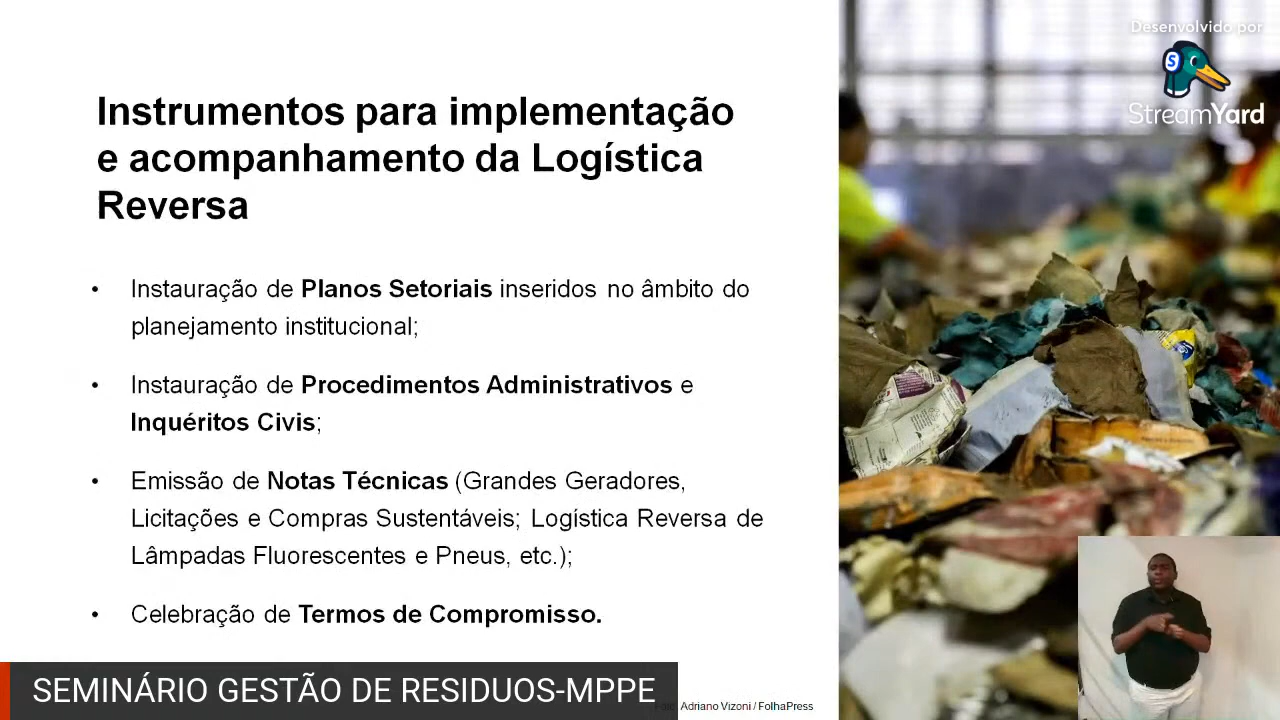 Desenvolvido por
StreamYard
Instrumentos para implementação
e acompanhamento da Logística
Reversa
• Instauração de Planos Setoriais inseridos no âmbito do
planejamento institucional;
• Instauração de Procedimentos Administrativos e
Inquéritos Civis;
• Emissão de Notas Técnicas (Grandes Geradores,
Licitações e Compras Sustentáveis; Logística Reversa de
Lâmpadas Fluorescentes e Pneus, etc.);
• Celebração de Termos de Compromisso.
SEMINÁRIO GESTÃO DE RESIDUOS-MPPE
Adriano Vizoni / FolhaPress